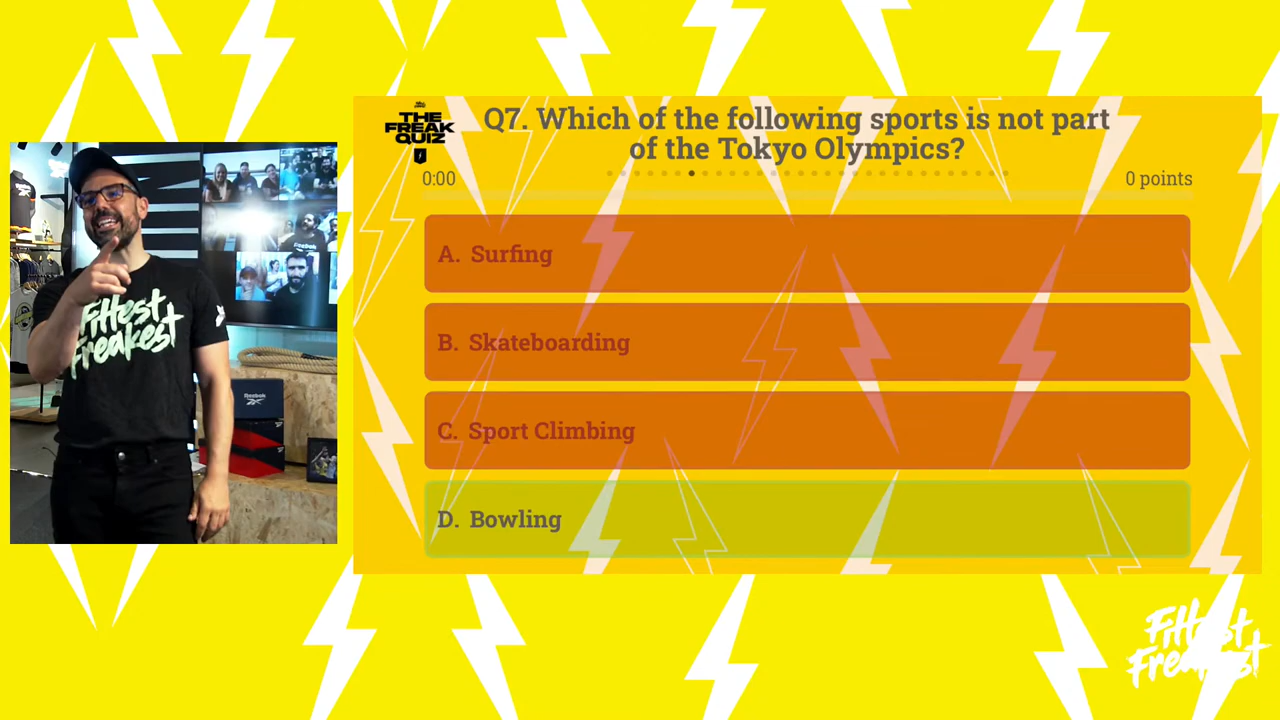 THE
FREAK
QUIZ
Q7. Which of the following sports is not part
of the Tokyo Olympics?
0:00
0 points
A. Surfing
B. Skateboarding
C. Sport Climbing
D. Bowling
Fittest
Freakest
Reebok
Fittest
Freakest